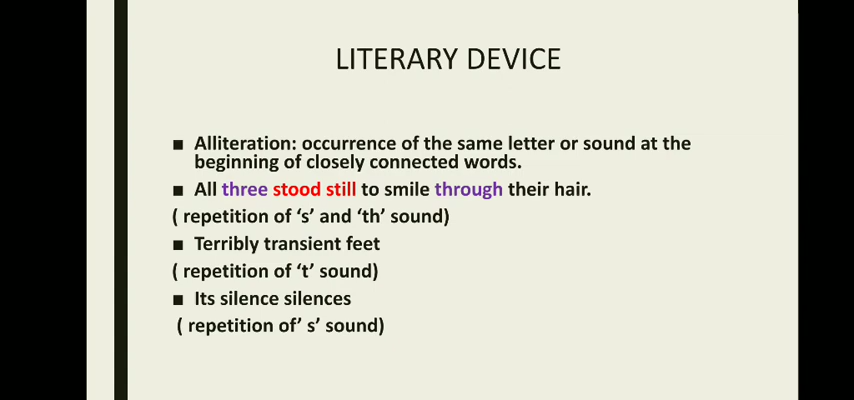 LITERARY DEVICE
▪ Alliteration: occurrence of the same letter or sound at the
beginning of closely connected words.
▪ All three stood still to smile through their hair.
( repetition of ‘s’ and ‘th’ sound)
▪ Terribly transient feet
( repetition of ‘t’ sound)
▪ Its silence silences
( repetition of’ s’ sound)